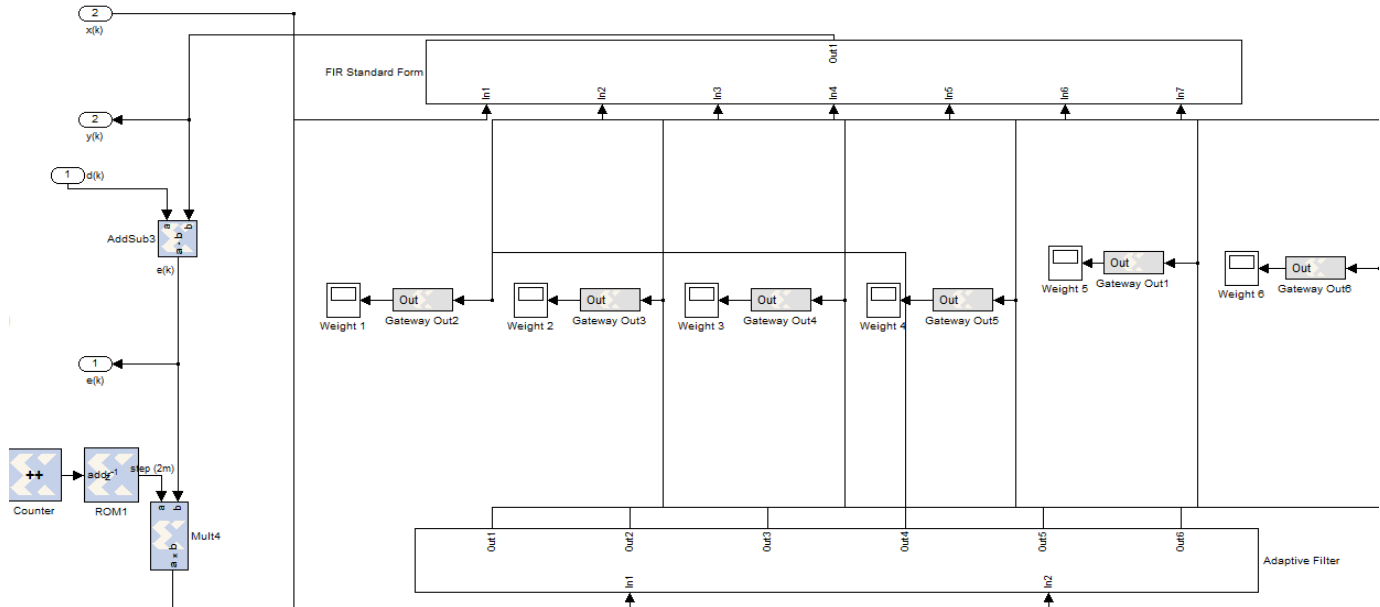 2
x(k)
Out1
FIR Standard Form
In1
In2
In3
In4
In5
In6
In7
2
y(k)
1
d(k)
a
b
a - b
AddSub3
e(k)
Out
Gateway Out1
Weight 5
Out
Gateway Out6
Weight 6
Out
Gateway Out2
Weight 1
Out
Gateway Out3
Weight 2
Out
Gateway Out4
Weight 3
Out
Gateway Out5
Weight 4
1
e(k)
++
Counter
addr
z-1
ROM1
step (2m)
a
b
a x b
Mult4
Out1
Out2
Out3
Out4
Out5
Out6
Adaptive Filter
In1
In2